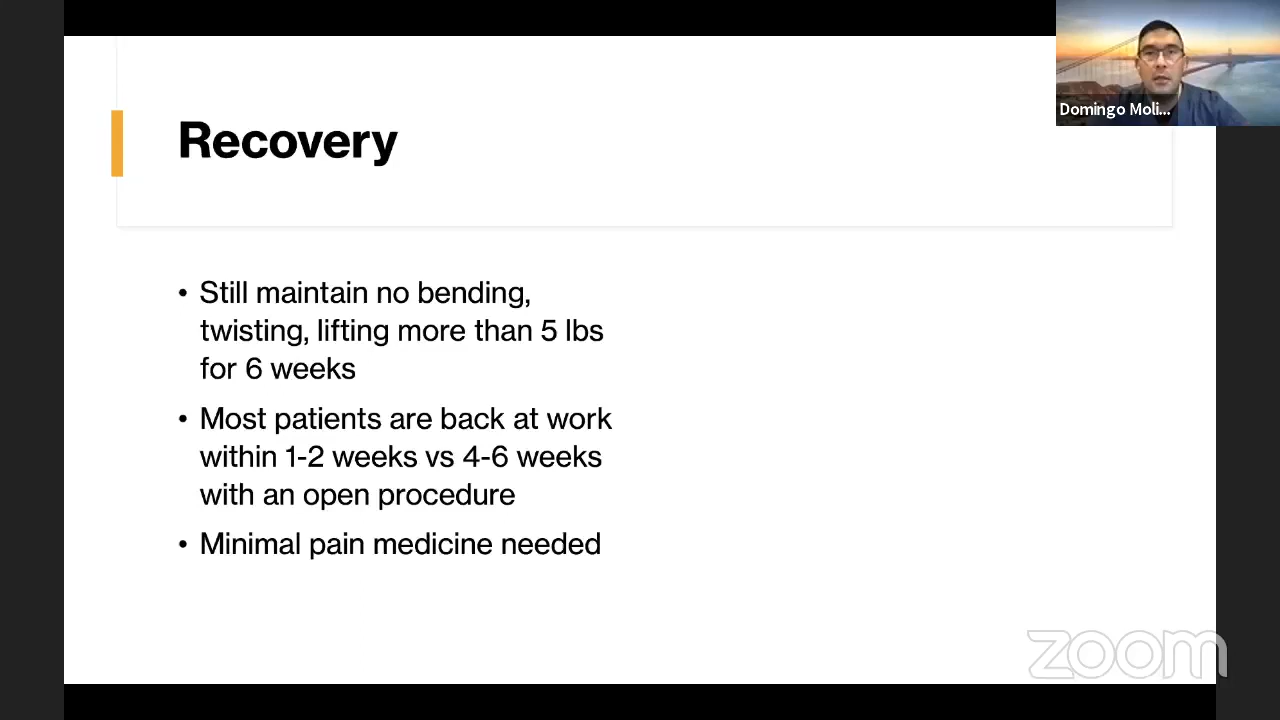 Domingo Moli...
Recovery
• Still maintain no bending,
twisting, lifting more than 5 lbs
for 6 weeks
• Most patients are back at work
within 1-2 weeks vs 4-6 weeks
with an open procedure
• Minimal pain medicine needed
zoom